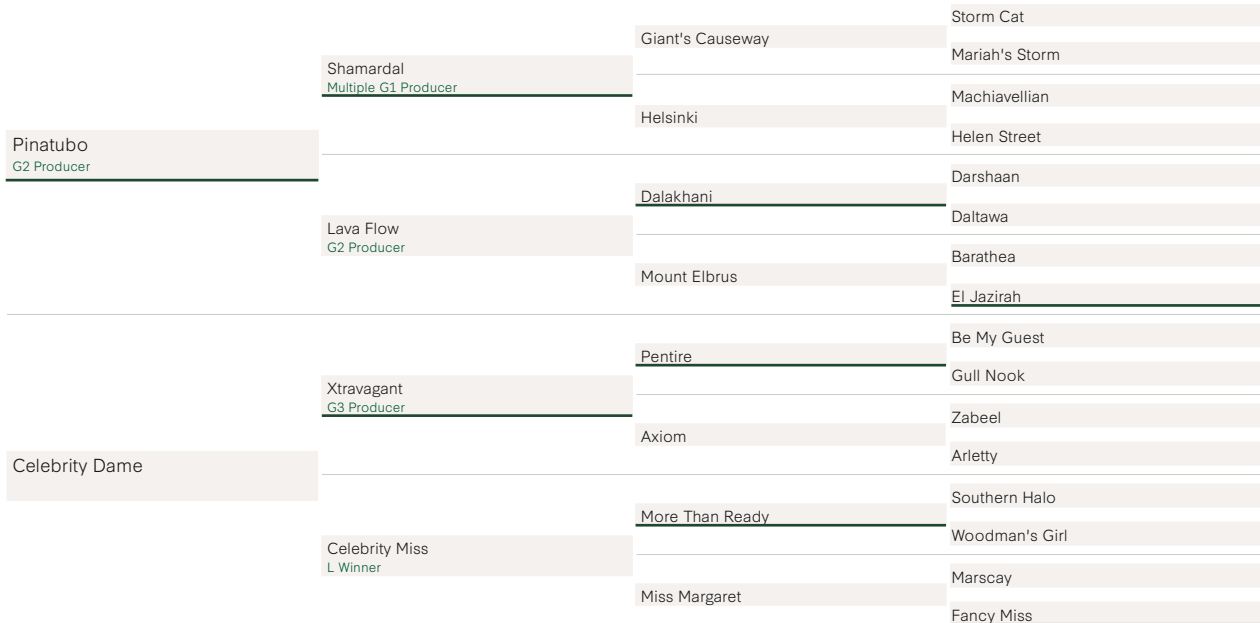 Pinatubo
G2 Producer
Shamardal
Multiple G1 Producer
Giant's Causeway
Storm Cat
Mariah's Storm
Helsinki
Machiavellian
Helen Street
Lava Flow
G2 Producer
Dalakhani
Darshaan
Daltawa
Mount Elbrus
Barathea
El Jazirah
Celebrity Dame
Xtravagant
G3 Producer
Pentire
Be My Guest
Gull Nook
Axiom
Zabeel
Arletty
Celebrity Miss
L Winner
More Than Ready
Southern Halo
Woodman's Girl
Miss Margaret
Marscay
Fancy Miss